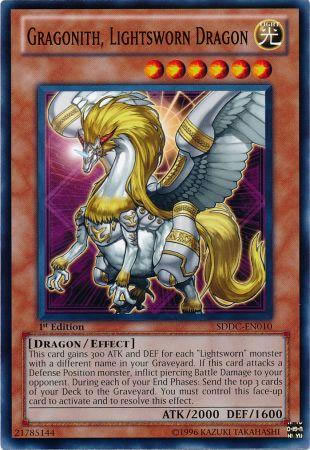 GRAGONITH, LIGHTSWORN DRAGON
LIGHT
光
SDDC-EN010
1st Edition
[DRAGON / EFFECT]
This card gains 300 ATK and DEF for each "Lightsworn" monster
with a different name in your Graveyard. If this card attacks a
Defense Position monster, inflict piercing Battle Damage to your
opponent. During each of your End Phases: Send the top 3 cards
of your Deck to the Graveyard. You must control this face-up
card to activate and to resolve this effect.
ATK/2000 DEF/1600
21785144
©1996 KAZUKI TAKAHASHI